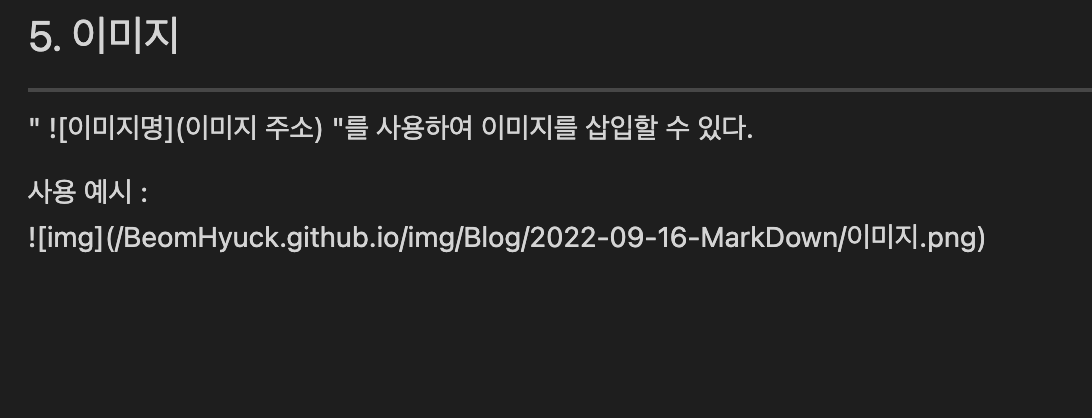 5. 이미지
" ![이미지명](이미지 주소) "를 사용하여 이미지를 삽입할 수 있다.
사용 예시 :
![img](/BeomHyuck.github.io/img/Blog/2022-09-16-MarkDown/이미지.png)